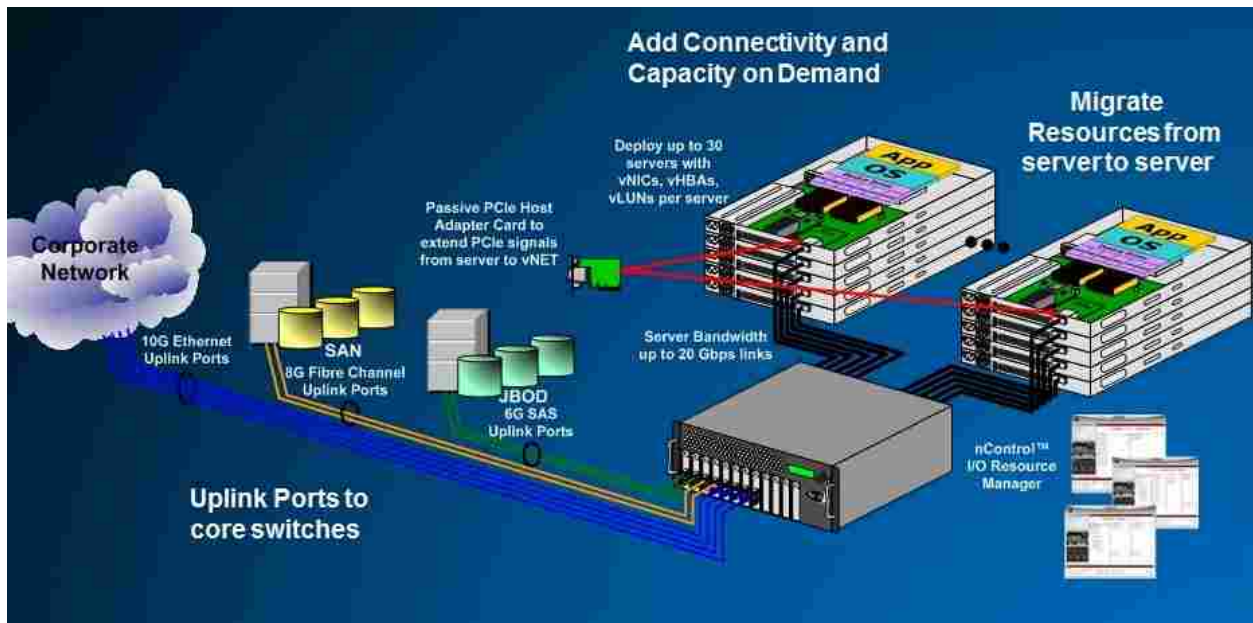 Add Connectivity and
Capacity on Demand
Migrate
Resources from
server to server
Deploy up to 30
servers with
vNICs, vHBAs,
vLUNs per server
App
OS
App
OS
Passive PCIe Host
Adapter Card to
extend PCIe signals
from server to vNET
Corporate
Network
10G Ethernet
Uplink Ports
SAN
8G Fibre Channel
Uplink Ports
JBOD
6G SAS
Uplink Ports
Server Bandwidth
up to 20 Gbps links
nControl™
I/O Resource
Manager
Uplink Ports to
core switches